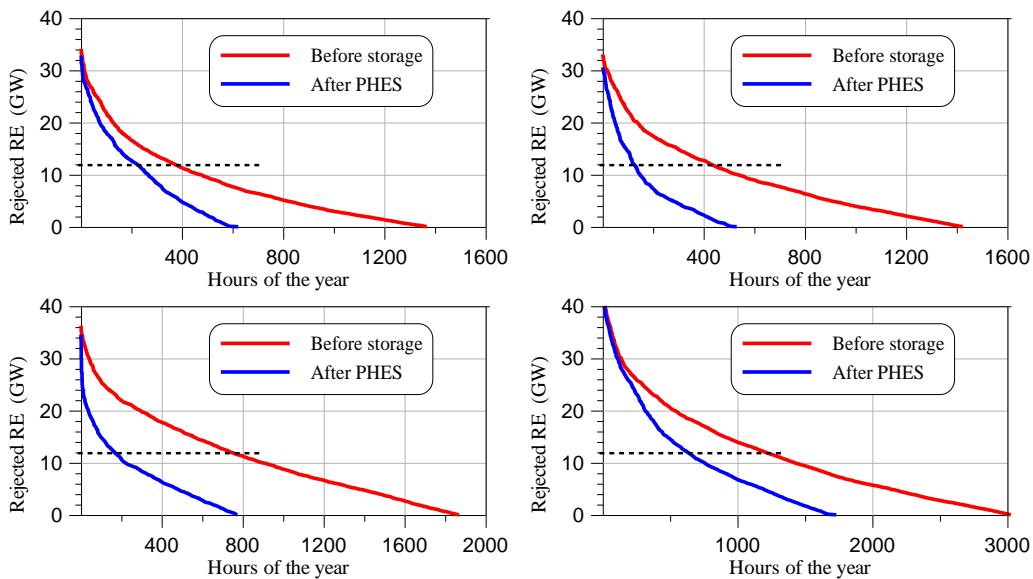 40
30
20
10
0
Rejected RE (GW)
Before storage
After PHES
400
800
1200
1600
Hours of the year
40
30
20
10
0
Rejected RE (GW)
Before storage
After PHES
400
800
1200
1600
Hours of the year
40
30
20
10
0
Rejected RE (GW)
Before storage
After PHES
400
800
1200
1600
2000
Hours of the year
40
30
20
10
0
Rejected RE (GW)
Before storage
After PHES
1000
2000
3000
Hours of the year